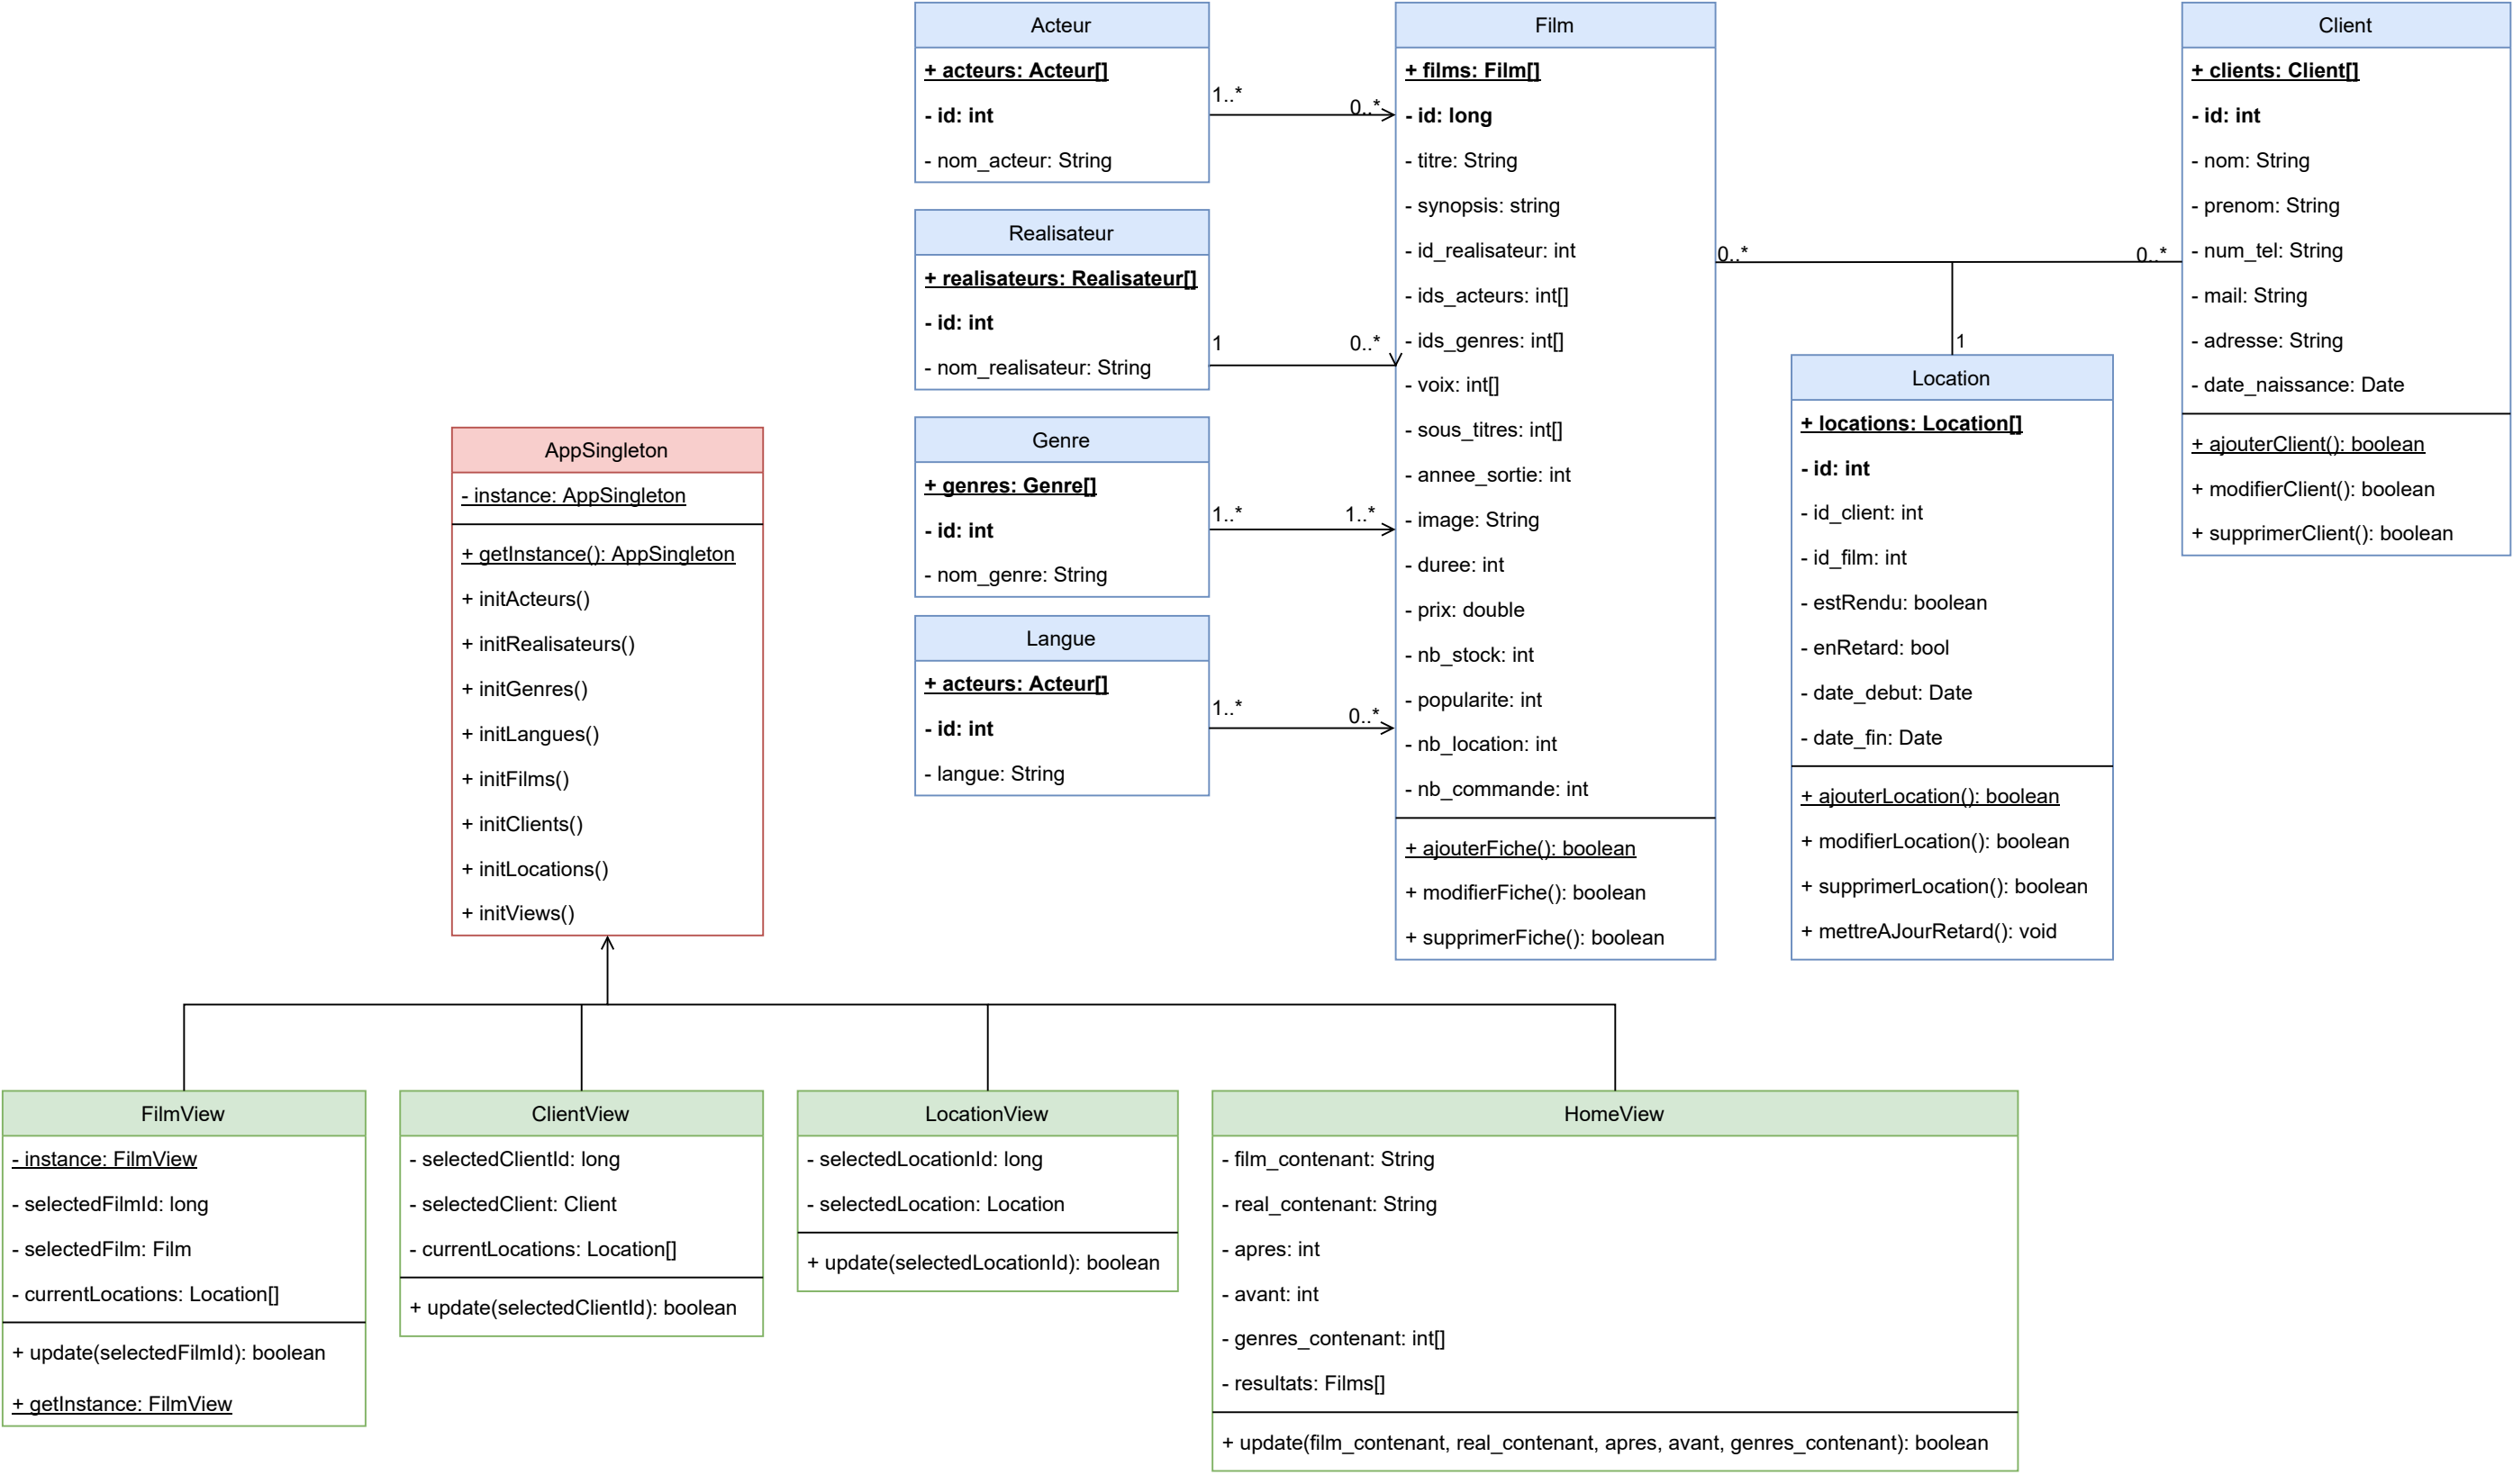 Acteur
+ acteurs: Acteur[]
- id: int
- nom_acteur: String
1..*
0..*
Realisateur
+ realisateurs: Realisateur[]
- id: int
- nom_realisateur: String
1
0..*
Genre
+ genres: Genre[]
- id: int
- nom_genre: String
1..*
1..*
Langue
+ acteurs: Acteur[]
- id: int
- langue: String
1..*
0..*
Film
+ films: Film[]
- id: long
- titre: String
- synopsis: string
- id_realisateur: int
- ids_acteurs: int[]
- ids_genres: int[]
- voix: int[]
- sous_titres: int[]
- annee_sortie: int
- image: String
- duree: int
- prix: double
- nb_stock: int
- popularite: int
- nb_location: int
- nb_commande: int
+ ajouterFiche(): boolean
+ modifierFiche(): boolean
+ supprimerFiche(): boolean
0..*
0..*
1
Location
+ locations: Location[]
- id: int
- id_client: int
- id_film: int
- estRendu: boolean
- enRetard: bool
- date_debut: Date
- date_fin: Date
+ ajouterLocation(): boolean
+ modifierLocation(): boolean
+ supprimerLocation(): boolean
+ mettreAJourRetard(): void
Client
+ clients: Client[]
- id: int
- nom: String
- prenom: String
- num_tel: String
- mail: String
- adresse: String
- date_naissance: Date
+ ajouterClient(): boolean
+ modifierClient(): boolean
+ supprimerClient(): boolean
AppSingleton
- instance: AppSingleton
+ getInstance(): AppSingleton
+ initActeurs()
+ initRealisateurs()
+ initGenres()
+ initLangues()
+ initFilms()
+ initClients()
+ initLocations()
+ initViews()
FilmView
- instance: FilmView
- selectedFilmId: long
- selectedFilm: Film
- currentLocations: Location[]
+ update(selectedFilmId): boolean
+ getInstance: FilmView
ClientView
- selectedClientId: long
- selectedClient: Client
- currentLocations: Location[]
+ update(selectedClientId): boolean
LocationView
- selectedLocationId: long
- selectedLocation: Location
+ update(selectedLocationId): boolean
HomeView
- film_contenant: String
- real_contenant: String
- apres: int
- avant: int
- genres_contenant: int[]
- resultats: Films[]
+ update(film_contenant, real_contenant, apres, avant, genres_contenant): boolean